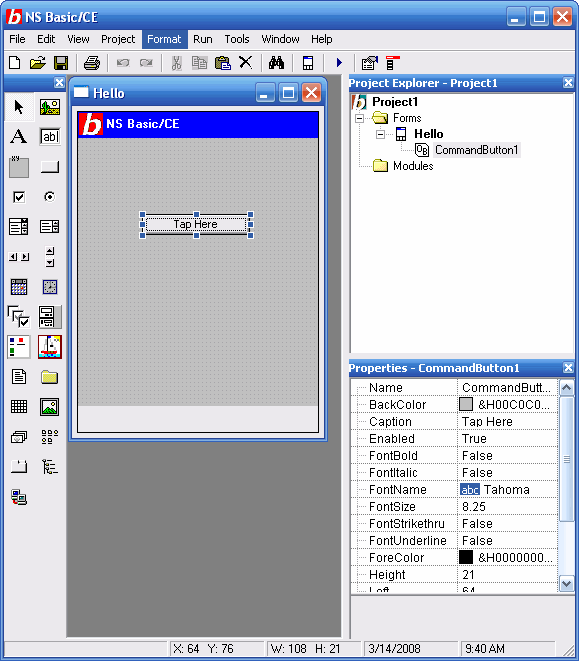 b NS Basic/CE
File Edit View Project Format Run Tools Window Help
Project Explorer - Project1
Project1
Forms
Hello
CommandButton1
Modules
Hello
b NS Basic/CE
Tap Here
A ab|
XY
Properties - CommandButton1
Name CommandButt...
BackColor &H00C0C0...
Caption Tap Here
Enabled True
FontBold False
FontItalic False
FontName abc Tahoma
FontSize 8.25
FontStrikethru False
FontUnderline False
ForeColor &H0000000...
Height 21
Left 64
X: 64 Y: 76 W: 108 H: 21 3/14/2008 9:40 AM